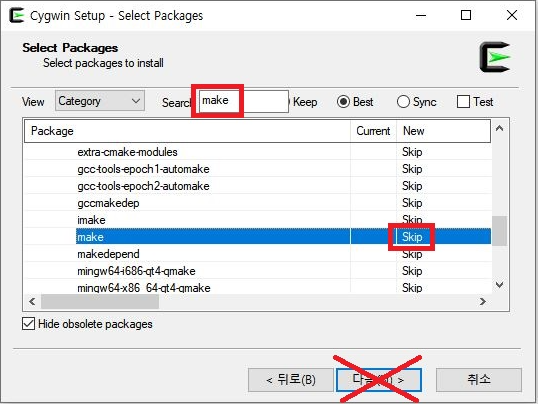 Cygwin Setup - Select Packages
Select Packages
Select packages to install
View Category Search make Keep Best Sync Test
Package Current New
extra-cmake-modules Skip
gcc-tools-epoch1-automake Skip
gcc-tools-epoch2-automake Skip
gccmakedep Skip
imake Skip
make Skip
makedepend Skip
mingw64-i686-qt4-qmake Skip
mingw64-x86_64-qt4-qmake Skip
Hide obsolete packages
< 뒤로(B) > 취소